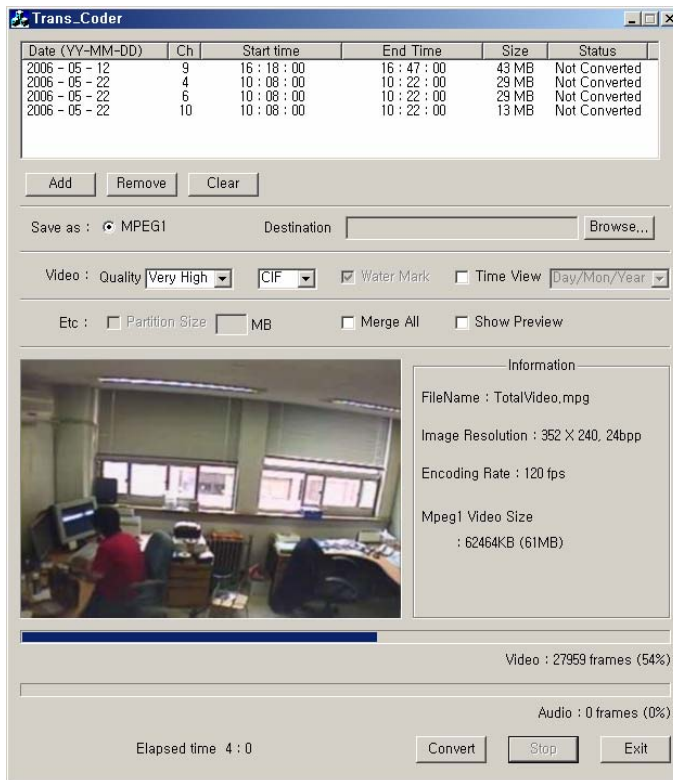 Trans_Coder
Date (YY-MM-DD) Ch Start time End Time Size Status
2006 - 05 - 12 9 16 : 18 : 00 16 : 47 : 00 43 MB Not Converted
2006 - 05 - 22 4 10 : 08 : 00 10 : 22 : 00 29 MB Not Converted
2006 - 05 - 22 6 10 : 08 : 00 10 : 22 : 00 29 MB Not Converted
2006 - 05 - 22 10 10 : 08 : 00 10 : 22 : 00 13 MB Not Converted
Add Remove Clear
Save as : MPEG1 Destination Browse...
Video : Quality Very High CIF Water Mark Time View Day/Mon/Year
Etc : Partition Size MB Merge All Show Preview
Information
FileName : TotalVideo.mpg
Image Resolution : 352 X 240, 24bpp
Encoding Rate : 120 fps
Mpeg1 Video Size
: 62464KB (61MB)
Video : 27959 frames (54%)
Audio : 0 frames (0%)
Elapsed time 4 : 0 Convert Stop Exit